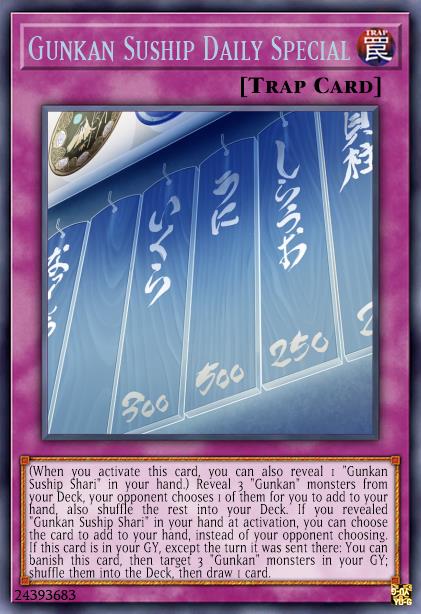 Gunkan Suship Daily Special
TRAP
罠
[Trap Card]
いくら
うに
しらうお
貝柱
300
500
250
(When you activate this card, you can also reveal 1 "Gunkan
Suship Shari" in your hand.) Reveal 3 "Gunkan" monsters from
your Deck, your opponent chooses 1 of them for you to add to your
hand, also shuffle the rest into your Deck. If you revealed
"Gunkan Suship Shari" in your hand at activation, you can choose
the card to add to your hand, instead of your opponent choosing.
If this card is in your GY, except the turn it was sent there: You can
banish this card, then target 3 "Gunkan" monsters in your GY;
shuffle them into the Deck, then draw 1 card.
24393683